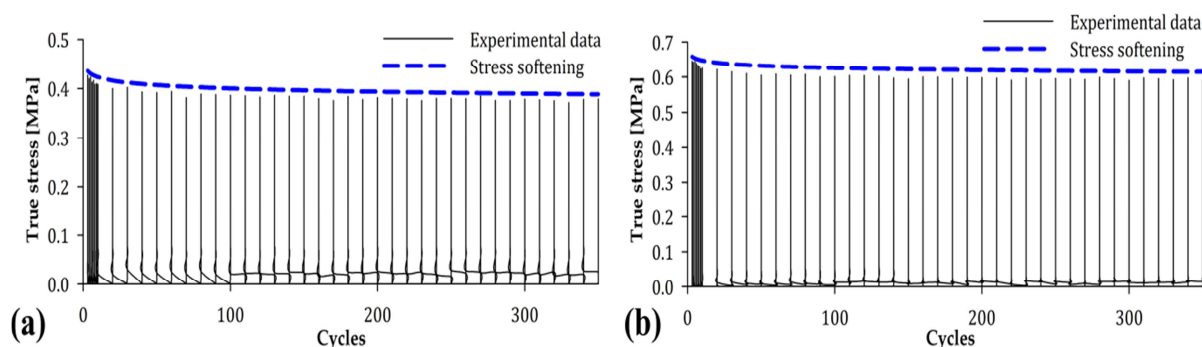 Experimental data
Stress softening
0.5
0.4
0.3
0.2
0.1
0.0
True stress [MPa]
0
100
200
300
Cycles
(a)
Experimental data
Stress softening
0.7
0.6
0.5
0.4
0.3
0.2
0.1
0.0
True stress [MPa]
0
100
200
300
Cycles
(b)